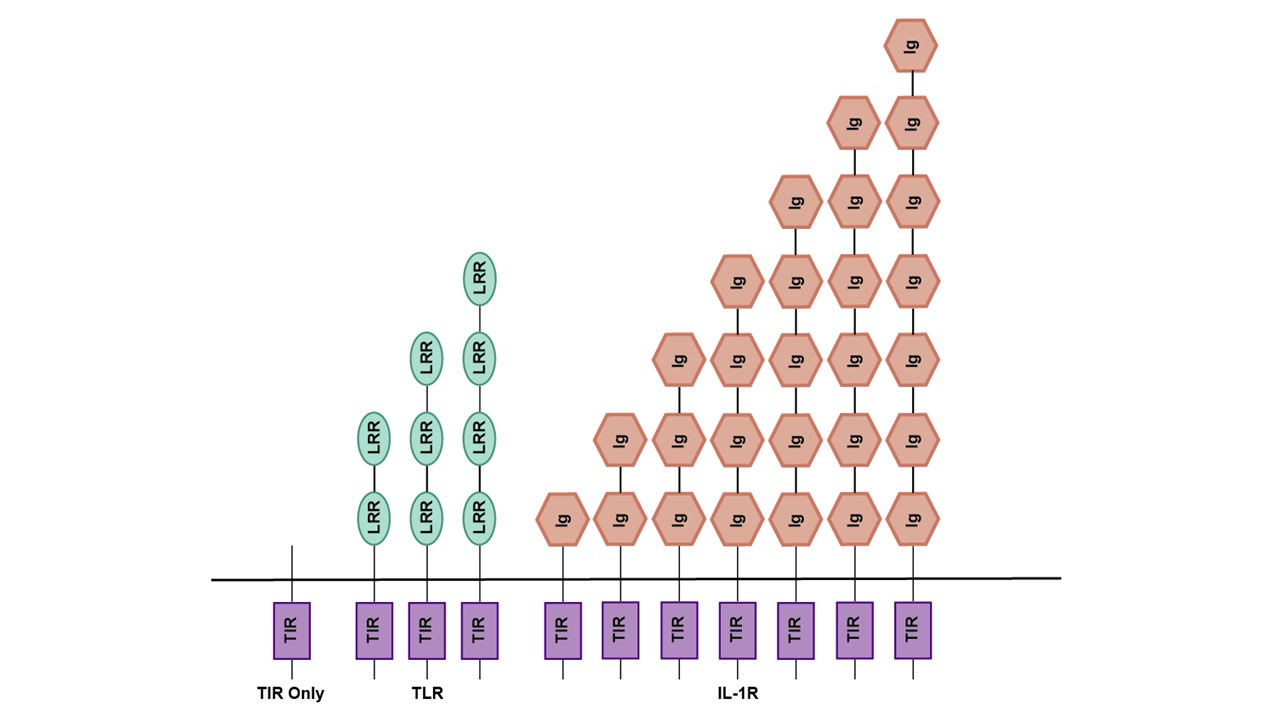 Ig
Ig Ig
Ig Ig Ig
LRR Ig Ig Ig Ig
LRR LRR Ig Ig Ig Ig Ig
LRR LRR LRR Ig Ig Ig Ig Ig Ig
LRR LRR LRR Ig Ig Ig Ig Ig Ig Ig
TIR TIR TIR TIR TIR TIR TIR TIR TIR TIR TIR
TIR Only TLR IL-1R